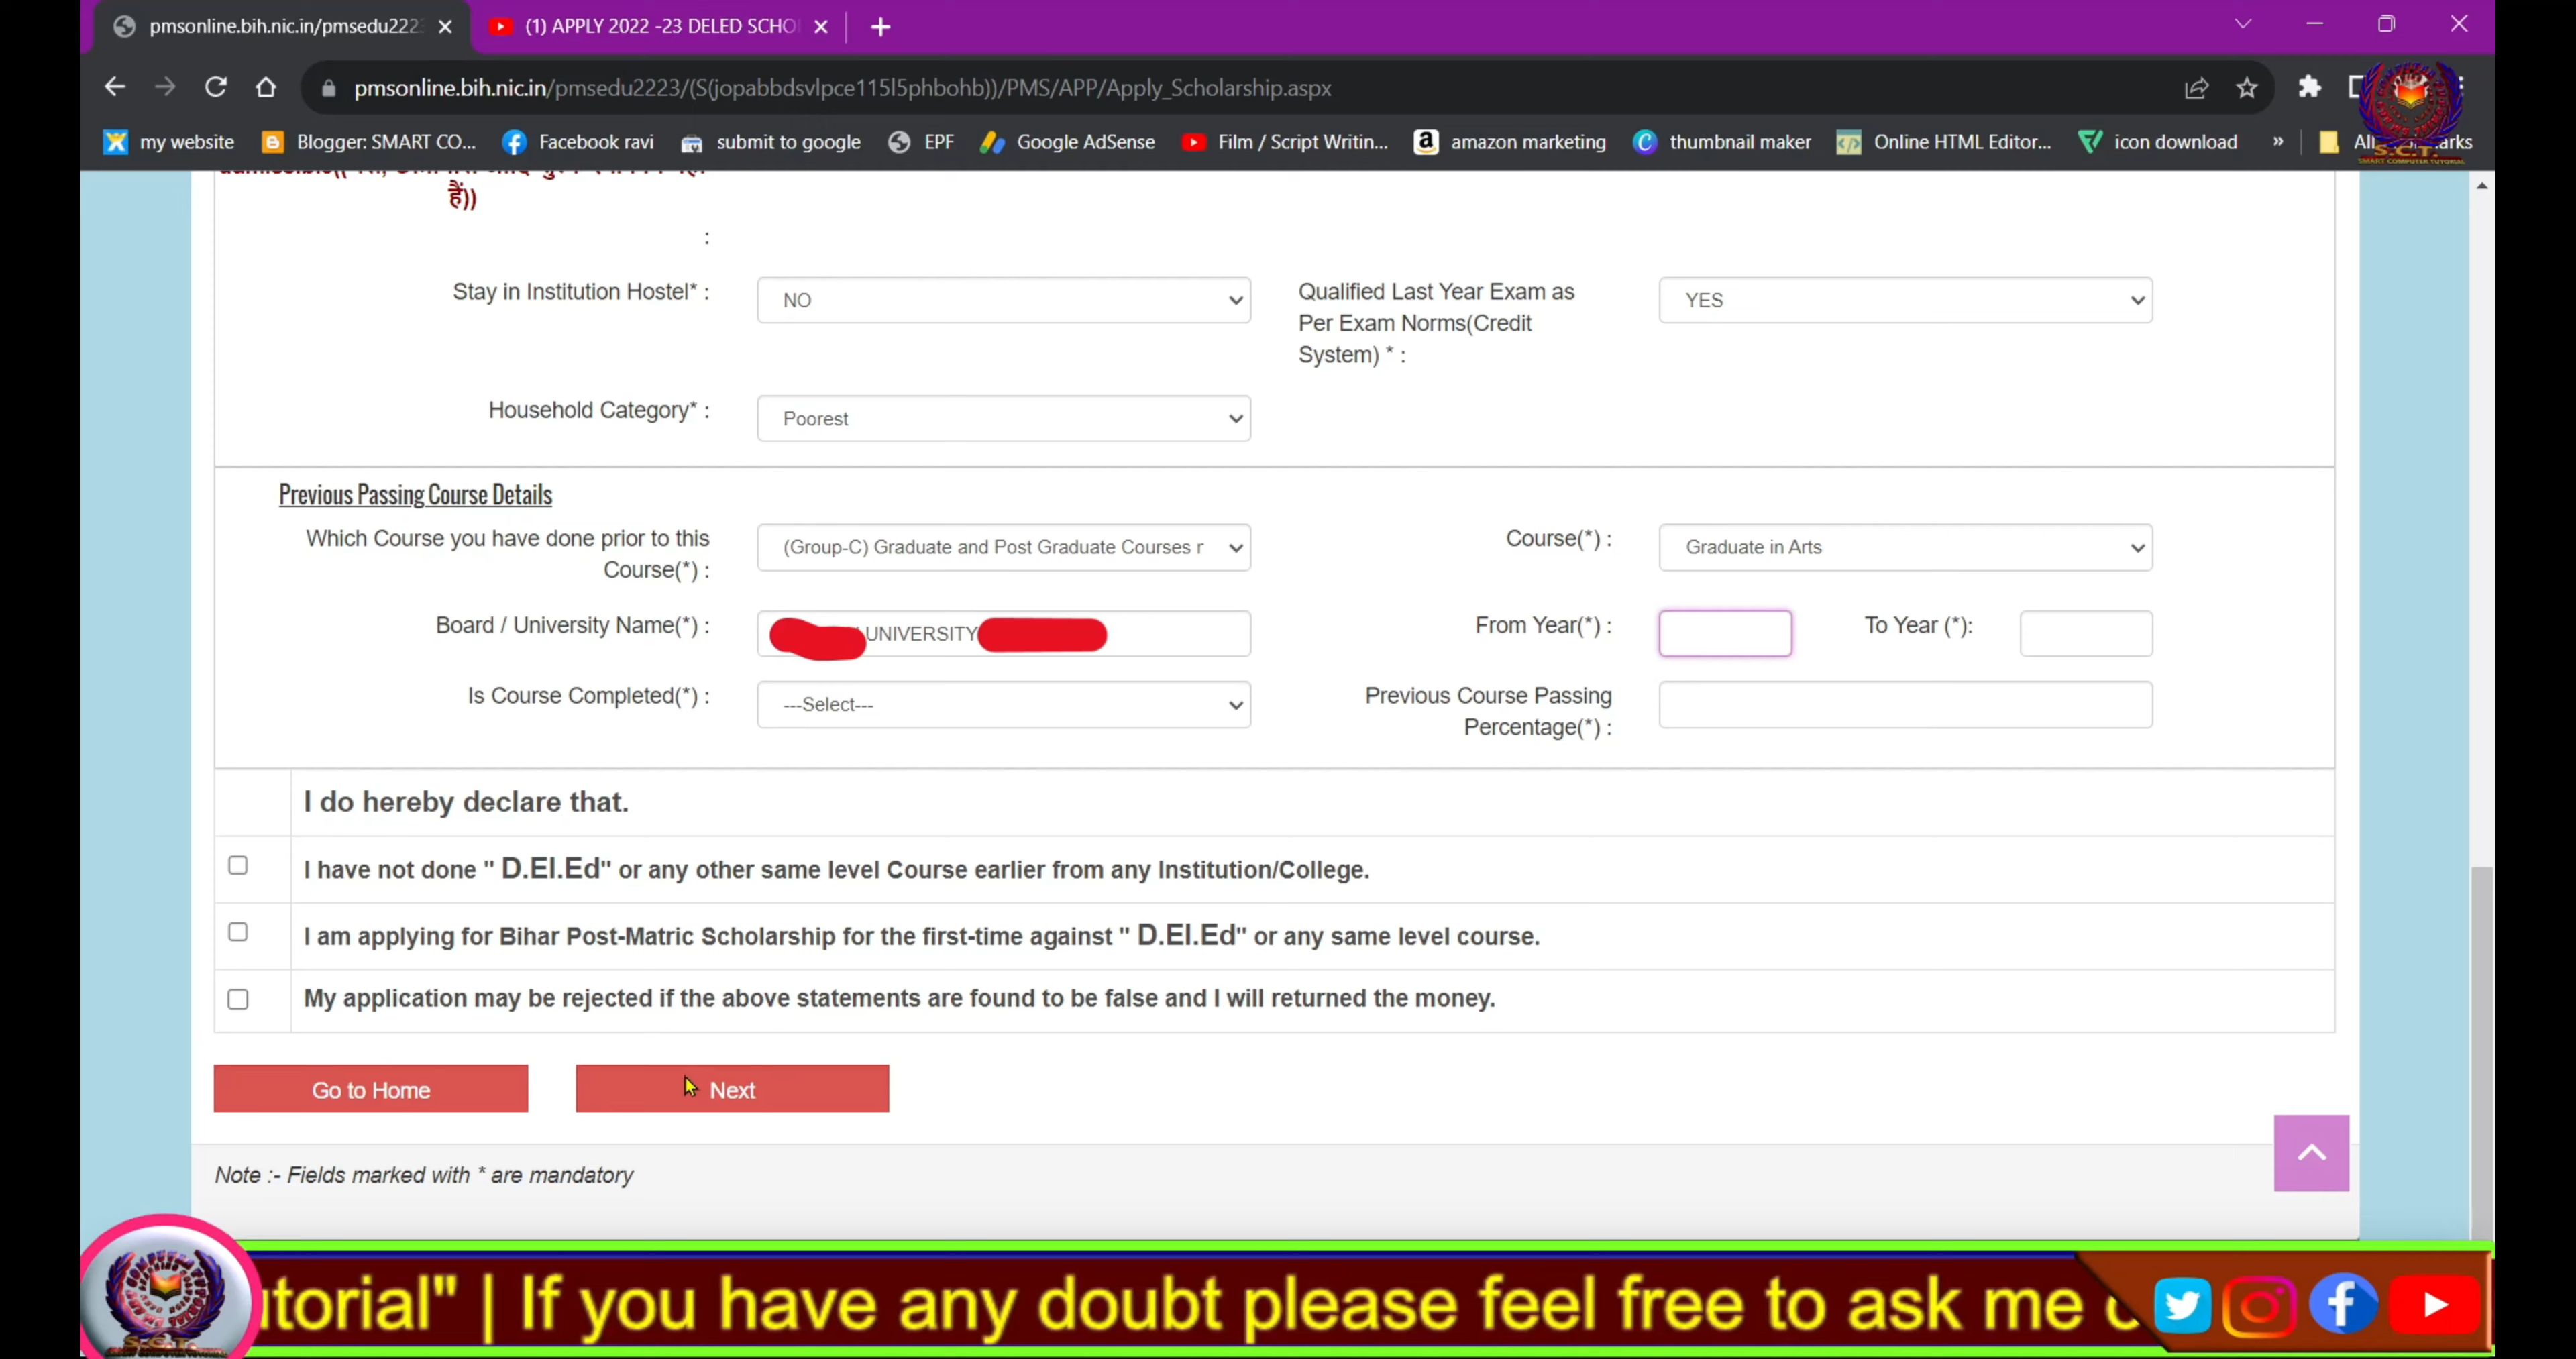 pmsonline.bih.nic.in/pmsedu222
(1) APPLY 2022 -23 DELED SCHO
pmsonline.bih.nic.in/pmsedu2223/(S(jopabbdsvlpce115l5phbohb))/PMS/APP/Apply_Scholarship.aspx
my website Blogger: SMART CO... Facebook ravi submit to google EPF Google AdSense Film / Script Writin... amazon marketing thumbnail maker Online HTML Editor... icon download » All
S.C.T.
SMART COMPUTER TUTORIAL
हैं))
:
Stay in Institution Hostel* : NO Qualified Last Year Exam as
Per Exam Norms(Credit
System) * : YES
Household Category* : Poorest
Previous Passing Course Details
Which Course you have done prior to this
Course(*) : (Group-C) Graduate and Post Graduate Courses r Course(*) : Graduate in Arts
Board / University Name(*) : UNIVERSITY From Year(*) : To Year (*):
Is Course Completed(*) : ---Select--- Previous Course Passing
Percentage(*) :
I do hereby declare that.
I have not done " D.El.Ed" or any other same level Course earlier from any Institution/College.
I am applying for Bihar Post-Matric Scholarship for the first-time against " D.El.Ed" or any same level course.
My application may be rejected if the above statements are found to be false and I will returned the money.
Go to Home Next
Note :- Fields marked with * are mandatory
utorial" | If you have any doubt please feel free to ask me
S.C.T.